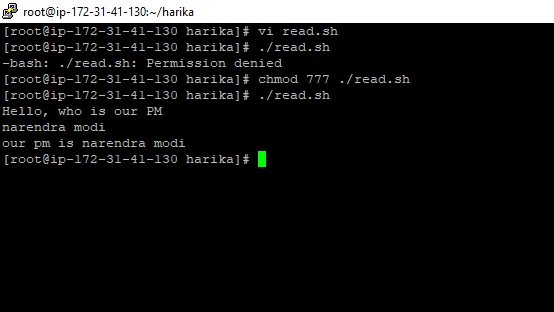 root@ip-172-31-41-130:~/harika
[root@ip-172-31-41-130 harika]# vi read.sh
[root@ip-172-31-41-130 harika]# ./read.sh
-bash: ./read.sh: Permission denied
[root@ip-172-31-41-130 harika]# chmod 777 ./read.sh
[root@ip-172-31-41-130 harika]# ./read.sh
Hello, who is our PM
narendra modi
our pm is narendra modi
[root@ip-172-31-41-130 harika]#